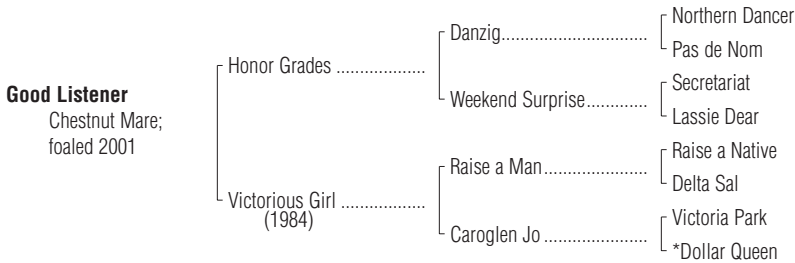 Northern Dancer
Danzig
Pas de Nom
Honor Grades
Secretariat
Weekend Surprise
Lassie Dear
Good Listener
Chestnut Mare;
foaled 2001
Raise a Native
Raise a Man
Delta Sal
Victorious Girl
(1984)
Victoria Park
Caroglen Jo
*Dollar Queen